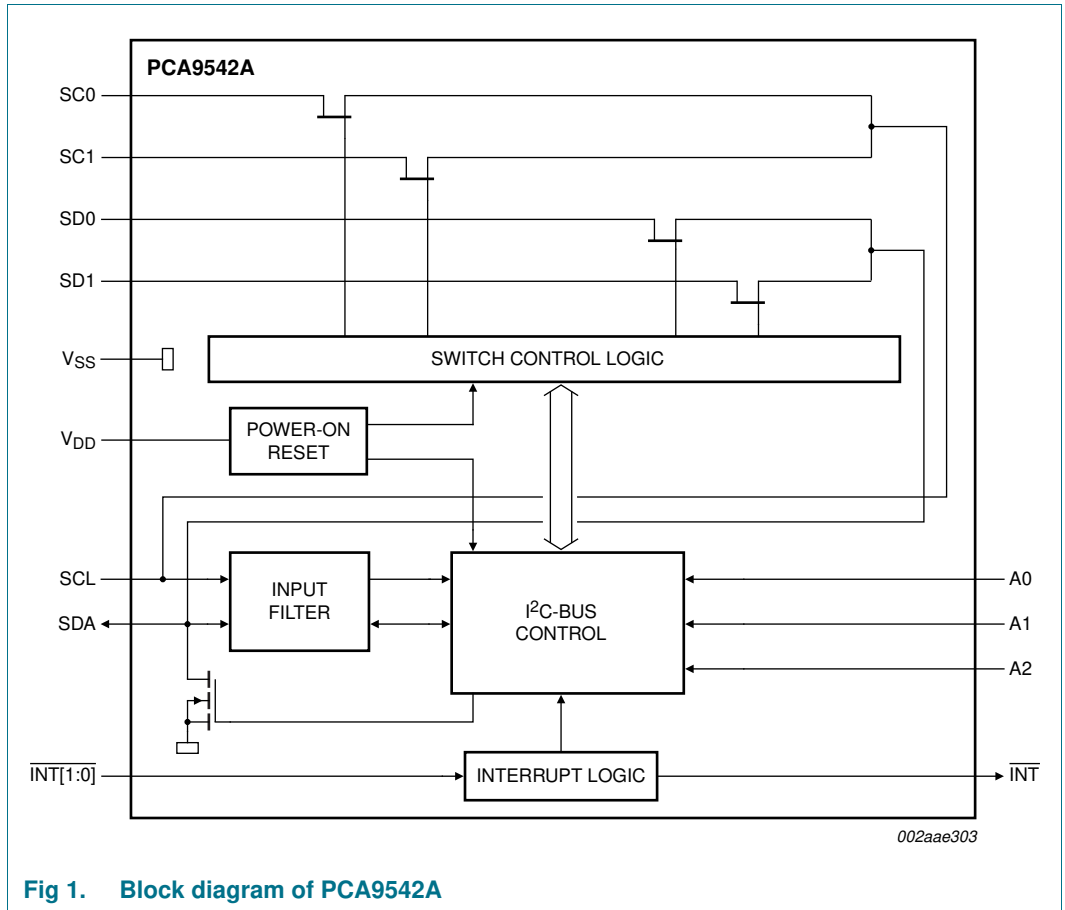 PCA9542A
SC0
SC1
SD0
SD1
VSS
SWITCH CONTROL LOGIC
VDD
POWER-ON
RESET
SCL
SDA
INPUT
FILTER
I²C-BUS
CONTROL
A0
A1
A2
INT[1:0]
INTERRUPT LOGIC
INT
002aae303
Fig 1. Block diagram of PCA9542A